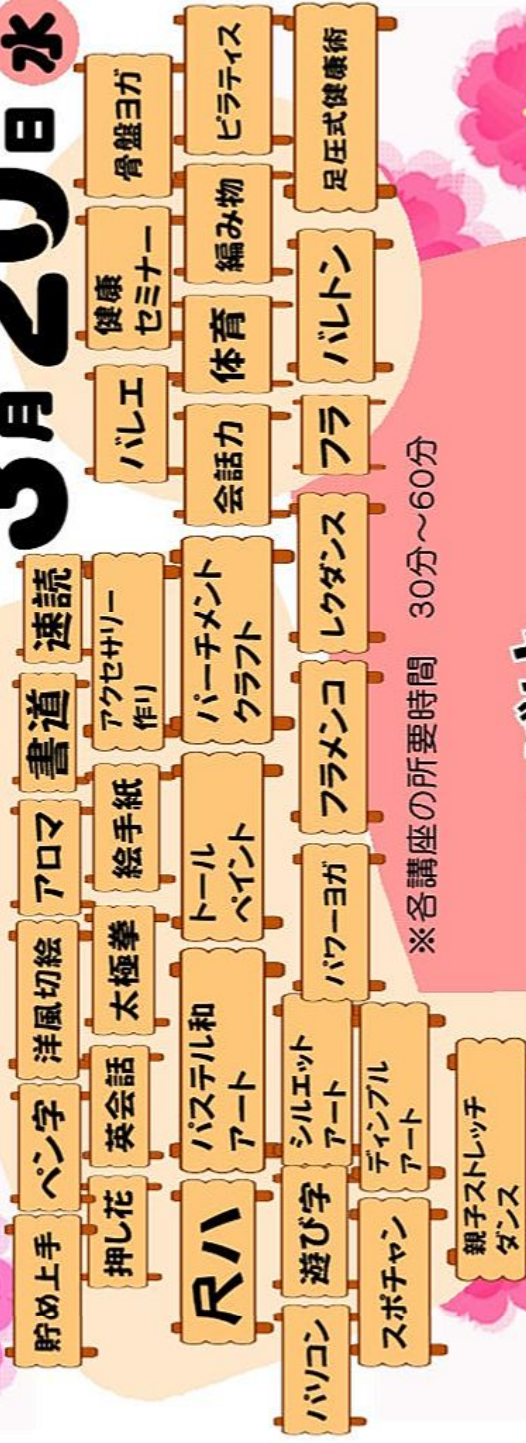 3月20日 水
貯め上手
ペン字
洋風切絵
アロマ
書道
速読
押し花
英会話
太極拳
絵手紙
アクセサリー
作り
バレエ
健康
セミナー
骨盤ヨガ
尺八
パステル和
アート
トール
ペイント
パーチメント
クラフト
会話力
体育
編み物
ピラティス
パソコン
遊び字
シルエット
アート
パワーヨガ
フラメンコ
レクダンス
フラ
バレトン
足圧式健康術
スポチャン
ディンプル
アート
※各講座の所要時間 30分～60分
親子ストレッチ
ダンス